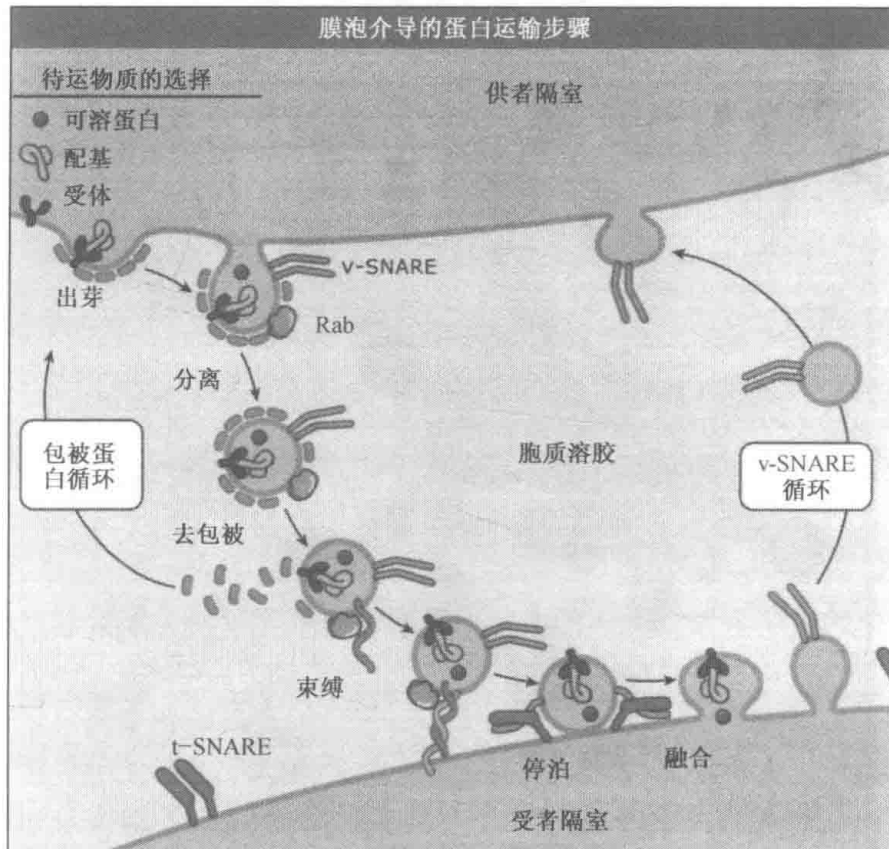 膜泡介导的蛋白运输步骤
待运物质的选择
可溶蛋白
配基
受体
供者隔室
v-SNARE
出芽
Rab
分离
包被蛋
白循环
胞质溶胶
v-SNARE
循环
去包被
束缚
t-SNARE
停泊
融合
受者隔室